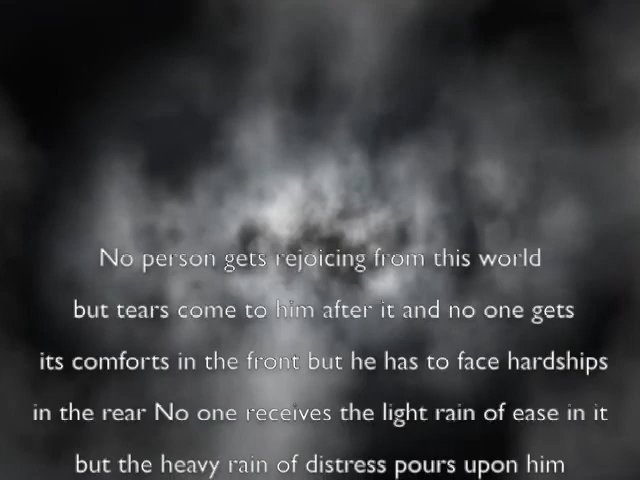 No person gets rejoicing from this world
but tears come to him after it and no one gets
its comforts in the front but he has to face hardships
in the rear No one receives the light rain of ease in it
but the heavy rain of distress pours upon him